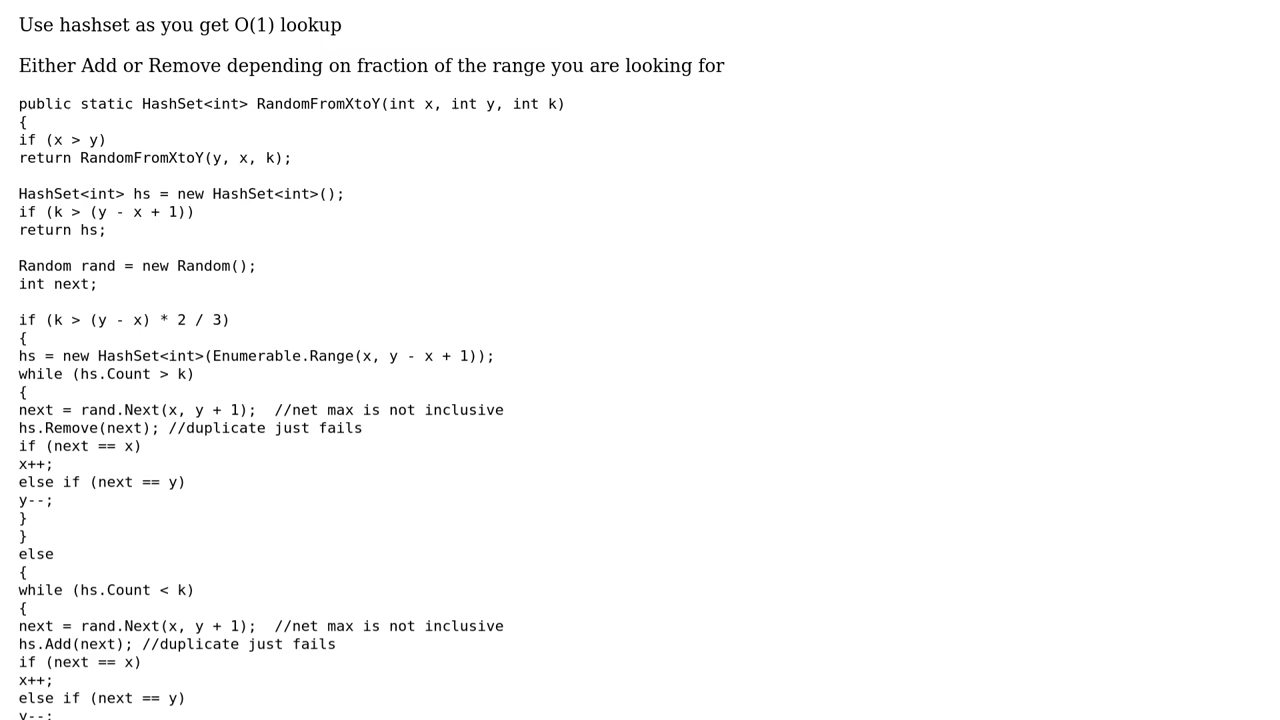 Use hashset as you get O(1) lookup
Either Add or Remove depending on fraction of the range you are looking for
public static HashSet<int> RandomFromXtoY(int x, int y, int k)
{
if (x > y)
return RandomFromXtoY(y, x, k);
HashSet<int> hs = new HashSet<int>();
if (k > (y - x + 1))
return hs;
Random rand = new Random();
int next;
if (k > (y - x) * 2 / 3)
{
hs = new HashSet<int>(Enumerable.Range(x, y - x + 1));
while (hs.Count > k)
{
next = rand.Next(x, y + 1);  //net max is not inclusive
hs.Remove(next); //duplicate just fails
if (next == x)
x++;
else if (next == y)
y--;
}
}
else
{
while (hs.Count < k)
{
next = rand.Next(x, y + 1);  //net max is not inclusive
hs.Add(next); //duplicate just fails
if (next == x)
x++;
else if (next == y)
y--;